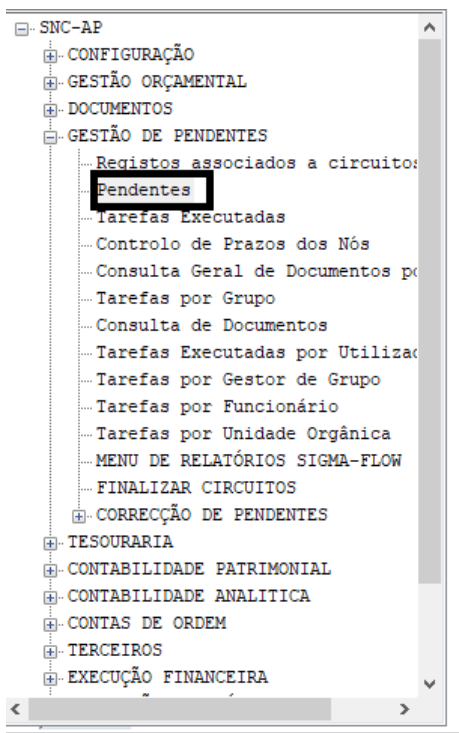 SNC-AP
CONFIGURAÇÃO
GESTÃO ORÇAMENTAL
DOCUMENTOS
GESTÃO DE PENDENTES
Registos associados a circuitos
Pendentes
Tarefas Executadas
Controlo de Prazos dos Nós
Consulta Geral de Documentos po
Tarefas por Grupo
Consulta de Documentos
Tarefas Executadas por Utilizad
Tarefas por Gestor de Grupo
Tarefas por Funcionário
Tarefas por Unidade Orgânica
MENU DE RELATÓRIOS SIGMA-FLOW
FINALIZAR CIRCUITOS
CORRECÇÃO DE PENDENTES
TESOURARIA
CONTABILIDADE PATRIMONIAL
CONTABILIDADE ANALITICA
CONTAS DE ORDEM
TERCEIROS
EXECUÇÃO FINANCEIRA